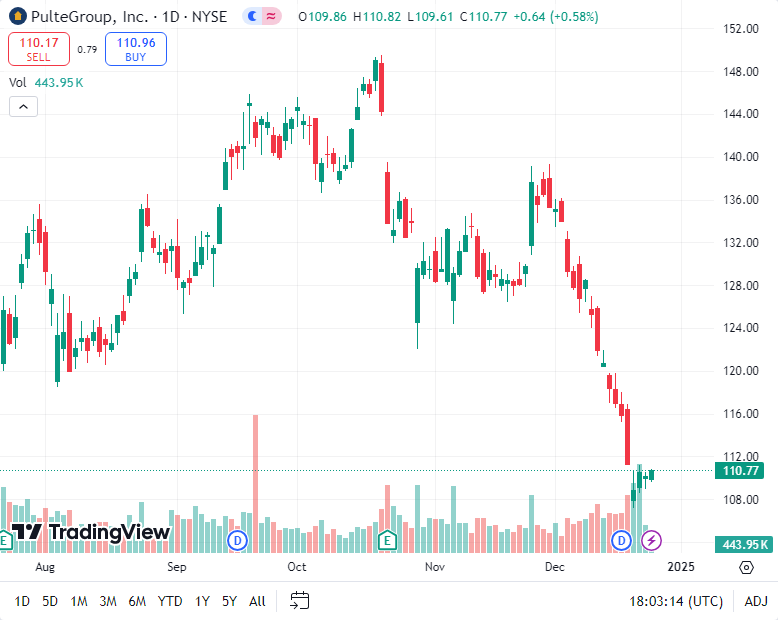 PulteGroup, Inc. · 1D · NYSE O109.86 H110.82 L109.61 C110.77 +0.64 (+0.58%)
110.17 SELL 0.79 110.96 BUY
Vol 443.95K
152.00
148.00
144.00
140.00
136.00
132.00
128.00
124.00
120.00
116.00
112.00
110.77
108.00
443.95K
E D E D
TradingView
Aug Sep Oct Nov Dec 2025
1D 5D 1M 3M 6M YTD 1Y 5Y All 18:03:14 (UTC) ADJ